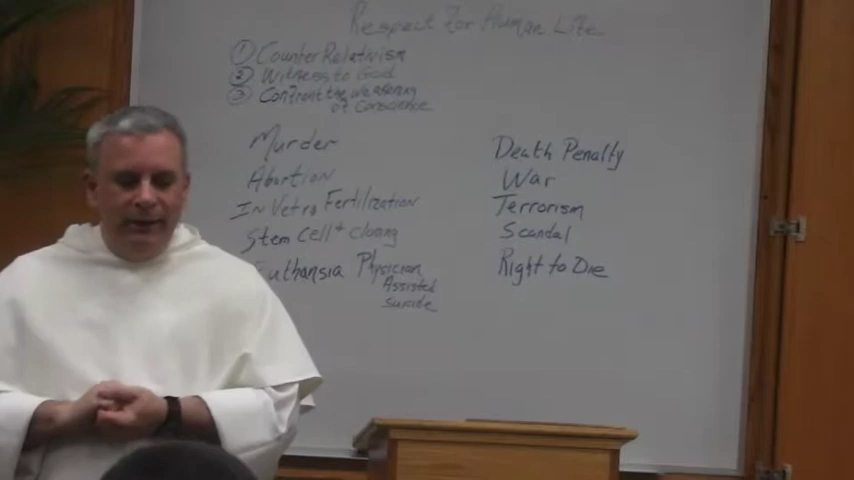 Respect for Human Life
① Counter Relativism
② Witness to God
③ Confront the weakening
of Conscience
Murder
Abortion
In Vetro Fertilization
Stem Cell + Cloning
Euthansia Physician
Assisted
suicide
Death Penalty
War
Terrorism
Scandal
Right to Die